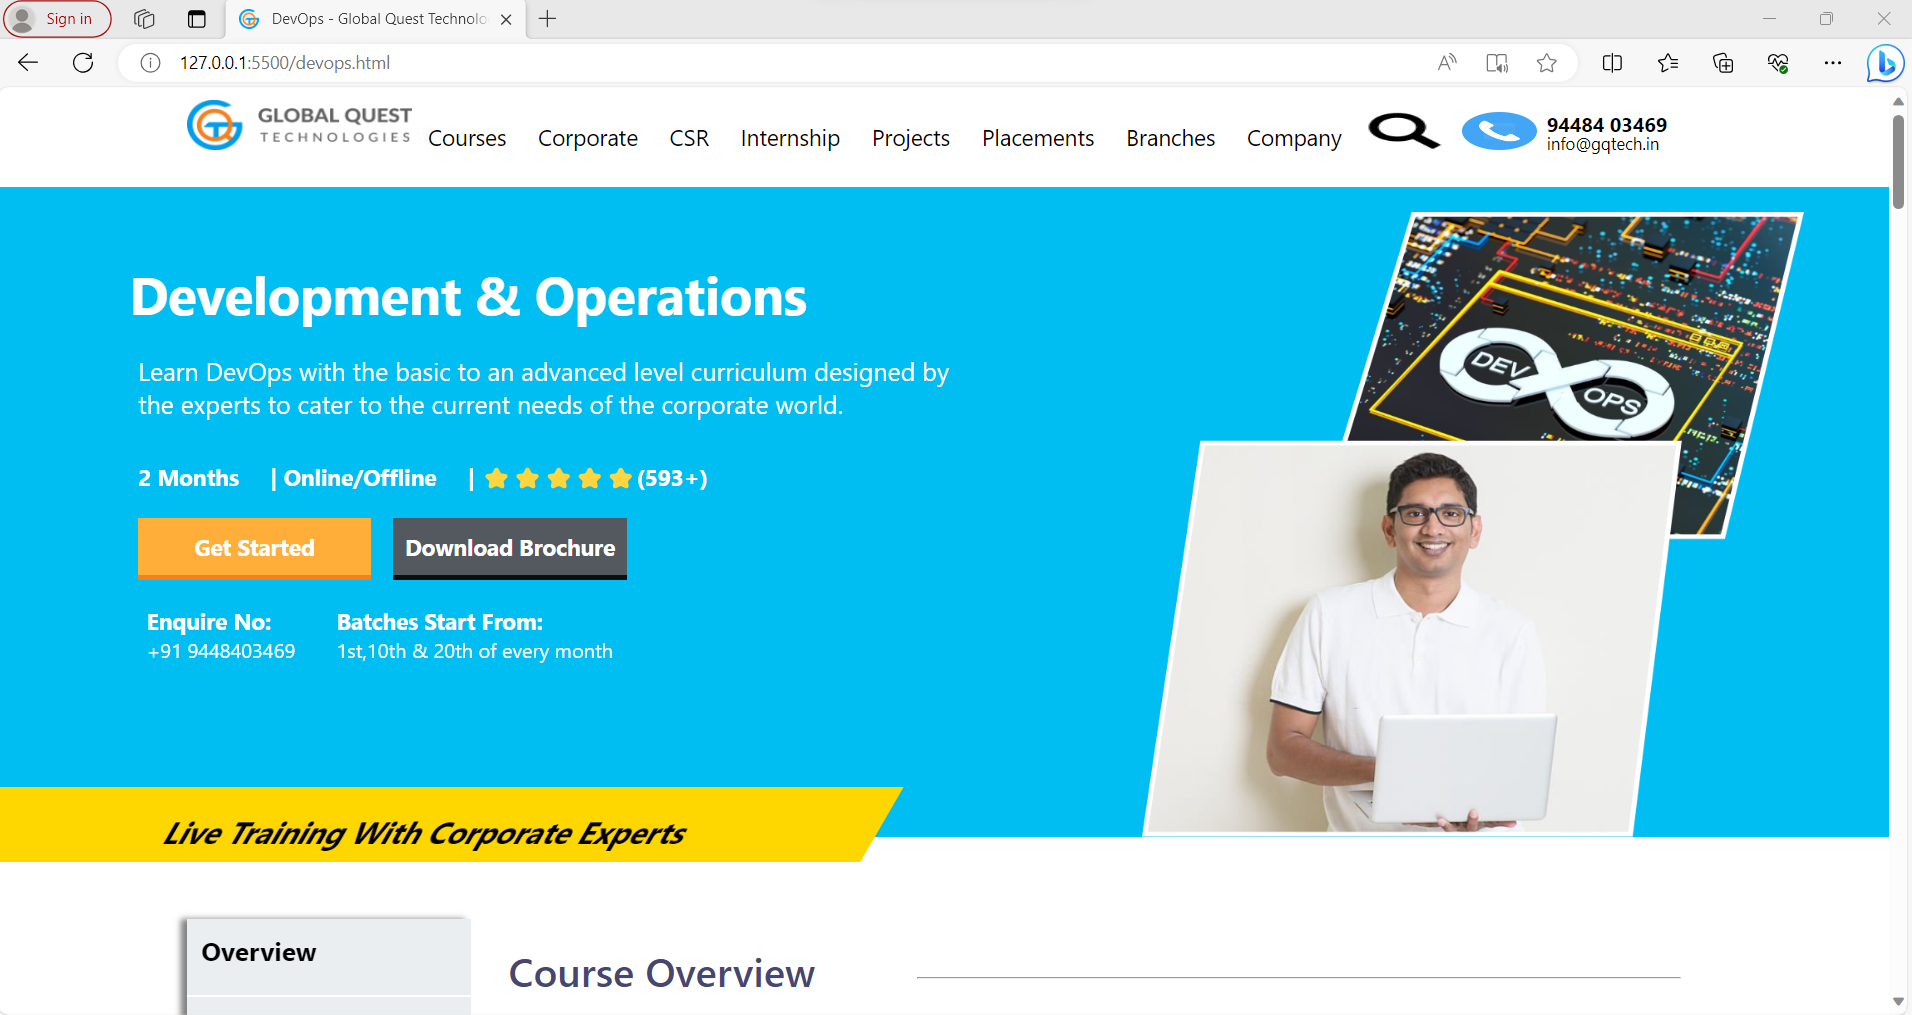 Sign in
DevOps - Global Quest Technolo
127.0.0.1:5500/devops.html
GLOBAL QUEST
TECHNOLOGIES
Courses Corporate CSR Internship Projects Placements Branches Company
94484 03469
info@gqtech.in
Development & Operations
Learn DevOps with the basic to an advanced level curriculum designed by
the experts to cater to the current needs of the corporate world.
2 Months | Online/Offline | (593+)
Get Started Download Brochure
Enquire No: Batches Start From:
+91 9448403469 1st,10th & 20th of every month
DEV
OPS
Live Training With Corporate Experts
Overview
Course Overview